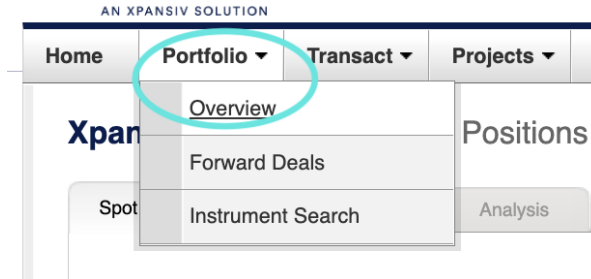 AN XPANSIV SOLUTION
Home Portfolio Transact Projects
Overview
Xpan Positions
Forward Deals
Spot Instrument Search Analysis